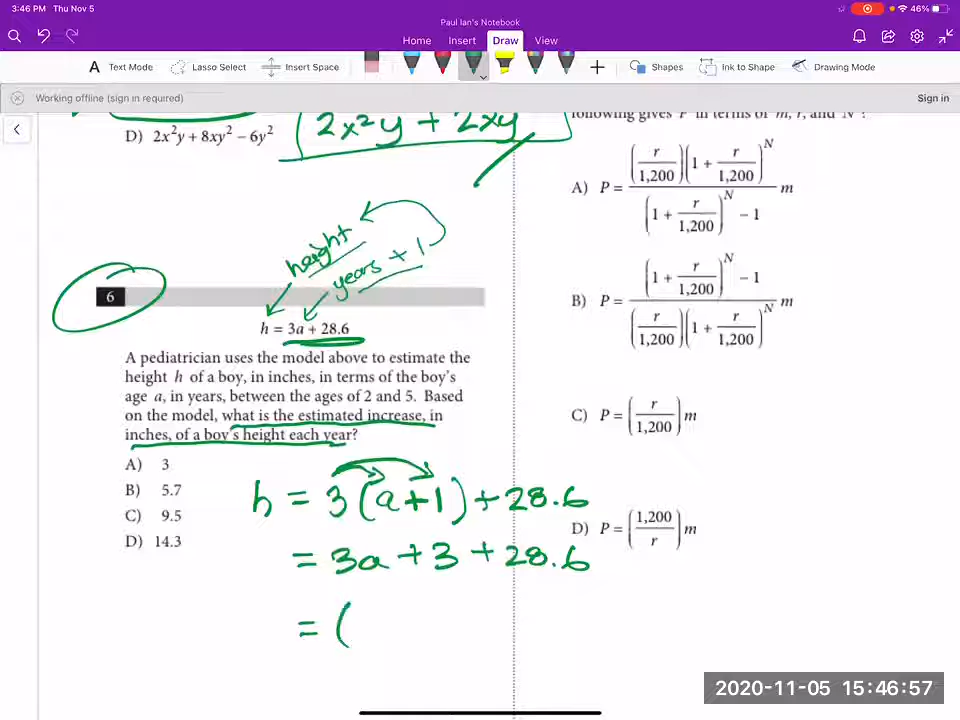 3:46 PM Thu Nov 5
46%
Paul Ian's Notebook
Home Insert Draw View
A Text Mode Lasso Select Insert Space Shapes Ink to Shape Drawing Mode
Working offline (sign in required) Sign in
D) 2x²y + 8xy² − 6y²
2x²y + 2xy
height
years + 1
6
h = 3a + 28.6
A pediatrician uses the model above to estimate the
height h of a boy, in inches, in terms of the boy's
age a, in years, between the ages of 2 and 5. Based
on the model, what is the estimated increase, in
inches, of a boy's height each year?
A) 3
B) 5.7
C) 9.5
D) 14.3
h = 3(a+1) + 28.6
= 3a + 3 + 28.6
= (
following gives P in terms of m, r, and N ?
A) P = ((r/1,200)(1 + r/1,200)^N)/((1 + r/1,200)^N − 1) m
B) P = ((1 + r/1,200)^N − 1)/((r/1,200)(1 + r/1,200)^N) m
C) P = (r/1,200) m
D) P = (1,200/r) m
2020-11-05 15:46:57